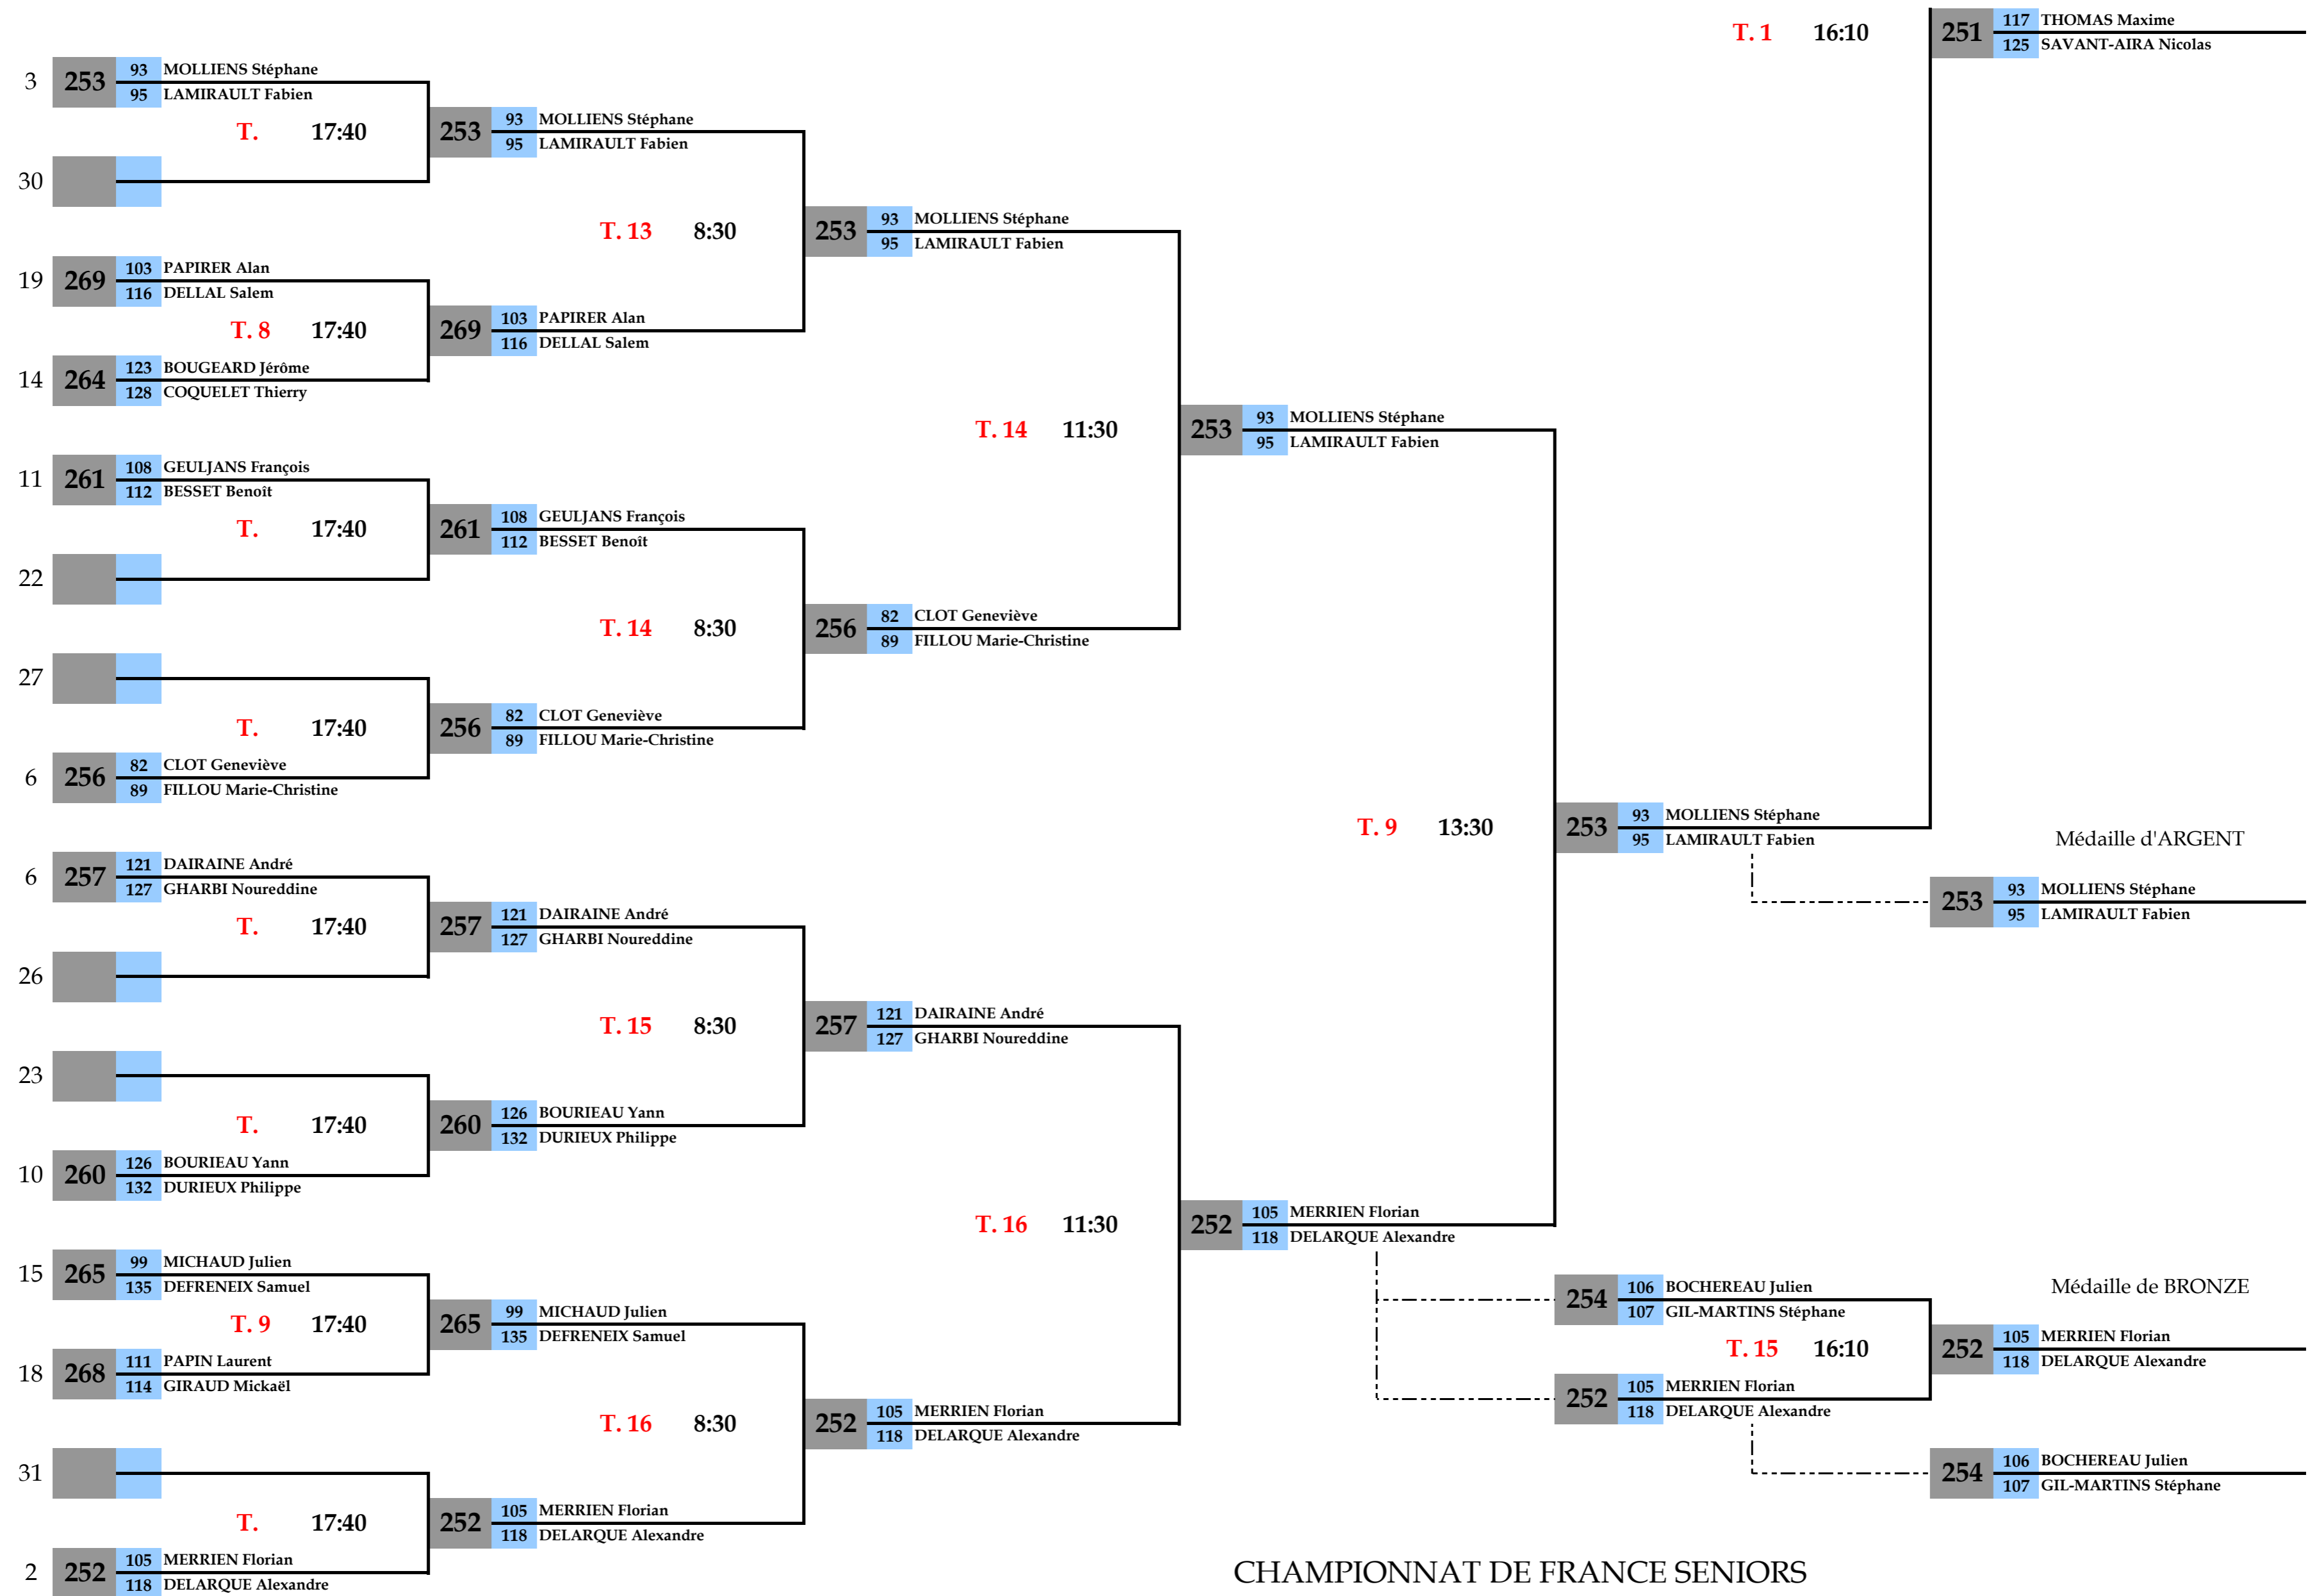 T. 1 16:10
251 117 THOMAS Maxime
125 SAVANT-AIRA Nicolas
3 253 93 MOLLIENS Stéphane
95 LAMIRAULT Fabien
T. 17:40
253 93 MOLLIENS Stéphane
95 LAMIRAULT Fabien
30
T. 13 8:30
253 93 MOLLIENS Stéphane
95 LAMIRAULT Fabien
19 269 103 PAPIRER Alan
116 DELLAL Salem
T. 8 17:40
269 103 PAPIRER Alan
116 DELLAL Salem
14 264 123 BOUGEARD Jérôme
128 COQUELET Thierry
T. 14 11:30
253 93 MOLLIENS Stéphane
95 LAMIRAULT Fabien
11 261 108 GEULJANS François
112 BESSET Benoît
T. 17:40
261 108 GEULJANS François
112 BESSET Benoît
22
T. 14 8:30
256 82 CLOT Geneviève
89 FILLOU Marie-Christine
27
T. 17:40
256 82 CLOT Geneviève
89 FILLOU Marie-Christine
6 256 82 CLOT Geneviève
89 FILLOU Marie-Christine
T. 9 13:30
253 93 MOLLIENS Stéphane
95 LAMIRAULT Fabien
Médaille d'ARGENT
253 93 MOLLIENS Stéphane
95 LAMIRAULT Fabien
6 257 121 DAIRAINE André
127 GHARBI Noureddine
T. 17:40
257 121 DAIRAINE André
127 GHARBI Noureddine
26
T. 15 8:30
257 121 DAIRAINE André
127 GHARBI Noureddine
23
T. 17:40
260 126 BOURIEAU Yann
132 DURIEUX Philippe
10 260 126 BOURIEAU Yann
132 DURIEUX Philippe
T. 16 11:30
252 105 MERRIEN Florian
118 DELARQUE Alexandre
15 265 99 MICHAUD Julien
135 DEFRENEIX Samuel
T. 9 17:40
265 99 MICHAUD Julien
135 DEFRENEIX Samuel
18 268 111 PAPIN Laurent
114 GIRAUD Mickaël
254 106 BOCHEREAU Julien
107 GIL-MARTINS Stéphane
Médaille de BRONZE
T. 15 16:10
252 105 MERRIEN Florian
118 DELARQUE Alexandre
252 105 MERRIEN Florian
118 DELARQUE Alexandre
T. 16 8:30
252 105 MERRIEN Florian
118 DELARQUE Alexandre
31
254 106 BOCHEREAU Julien
107 GIL-MARTINS Stéphane
T. 17:40
252 105 MERRIEN Florian
118 DELARQUE Alexandre
2 252 105 MERRIEN Florian
118 DELARQUE Alexandre
CHAMPIONNAT DE FRANCE SENIORS